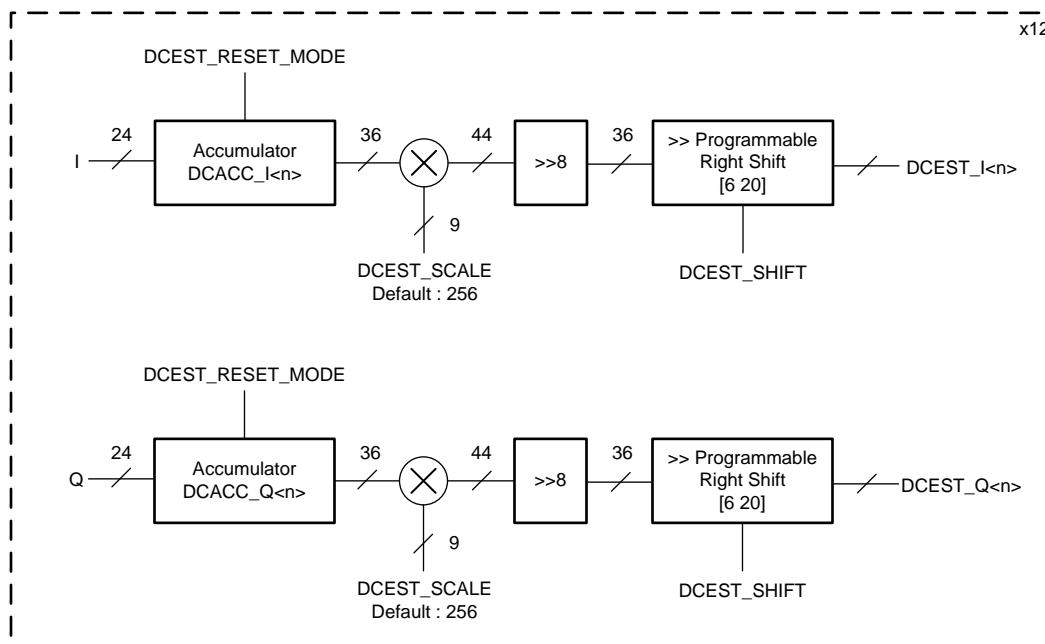 x12
DCEST_RESET_MODE
24
36
44
36
I
Accumulator
DCACC_I<n>
>>8
>> Programmable
Right Shift
[6 20]
DCEST_I<n>
9
DCEST_SCALE
Default : 256
DCEST_SHIFT
DCEST_RESET_MODE
24
36
44
36
Q
Accumulator
DCACC_Q<n>
>>8
>> Programmable
Right Shift
[6 20]
DCEST_Q<n>
9
DCEST_SCALE
Default : 256
DCEST_SHIFT